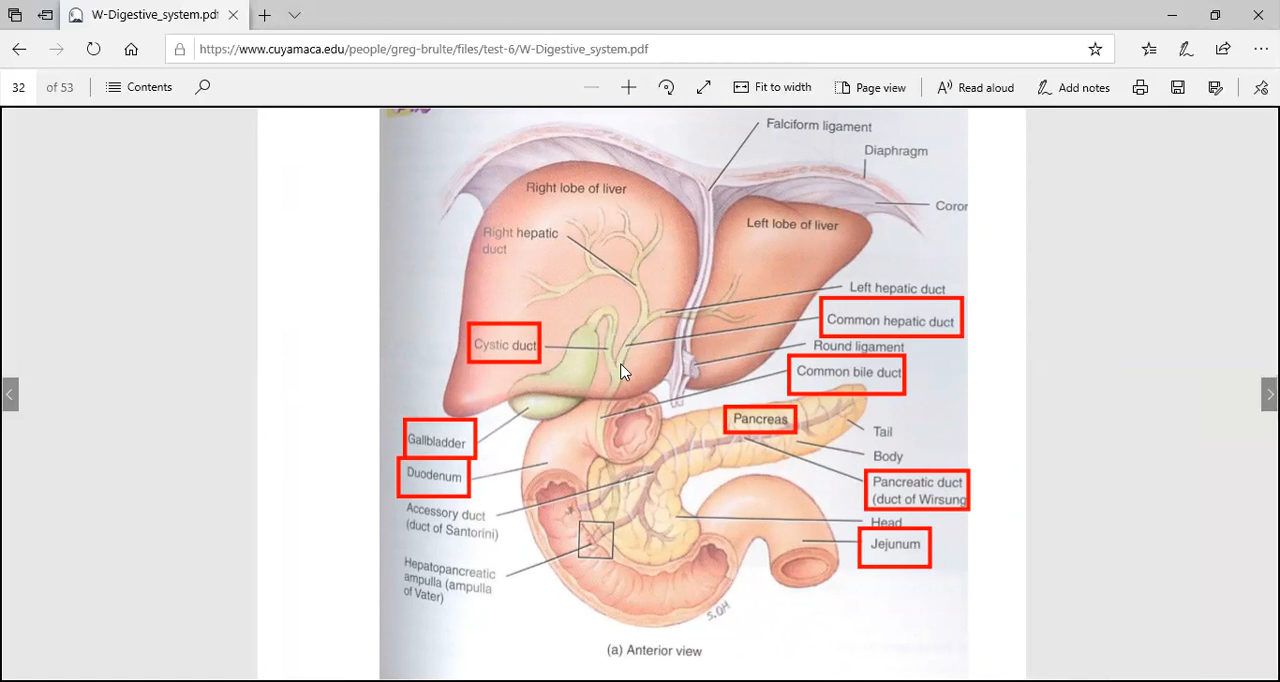 W-Digestive_system.pdf
https://www.cuyamaca.edu/people/greg-brulte/files/test-6/W-Digestive_system.pdf
32 of 53 Contents Fit to width Page view Read aloud Add notes
Falciform ligament
Diaphragm
Right lobe of liver
Coror
Left lobe of liver
Right hepatic
duct
Left hepatic duct
Common hepatic duct
Cystic duct
Round ligament
Common bile duct
Pancreas
Tail
Gallbladder
Body
Duodenum
Pancreatic duct
(duct of Wirsung
Accessory duct
(duct of Santorini)
Head
Jejunum
Hepatopancreatic
ampulla (ampulla
of Vater)
S.OH
(a) Anterior view